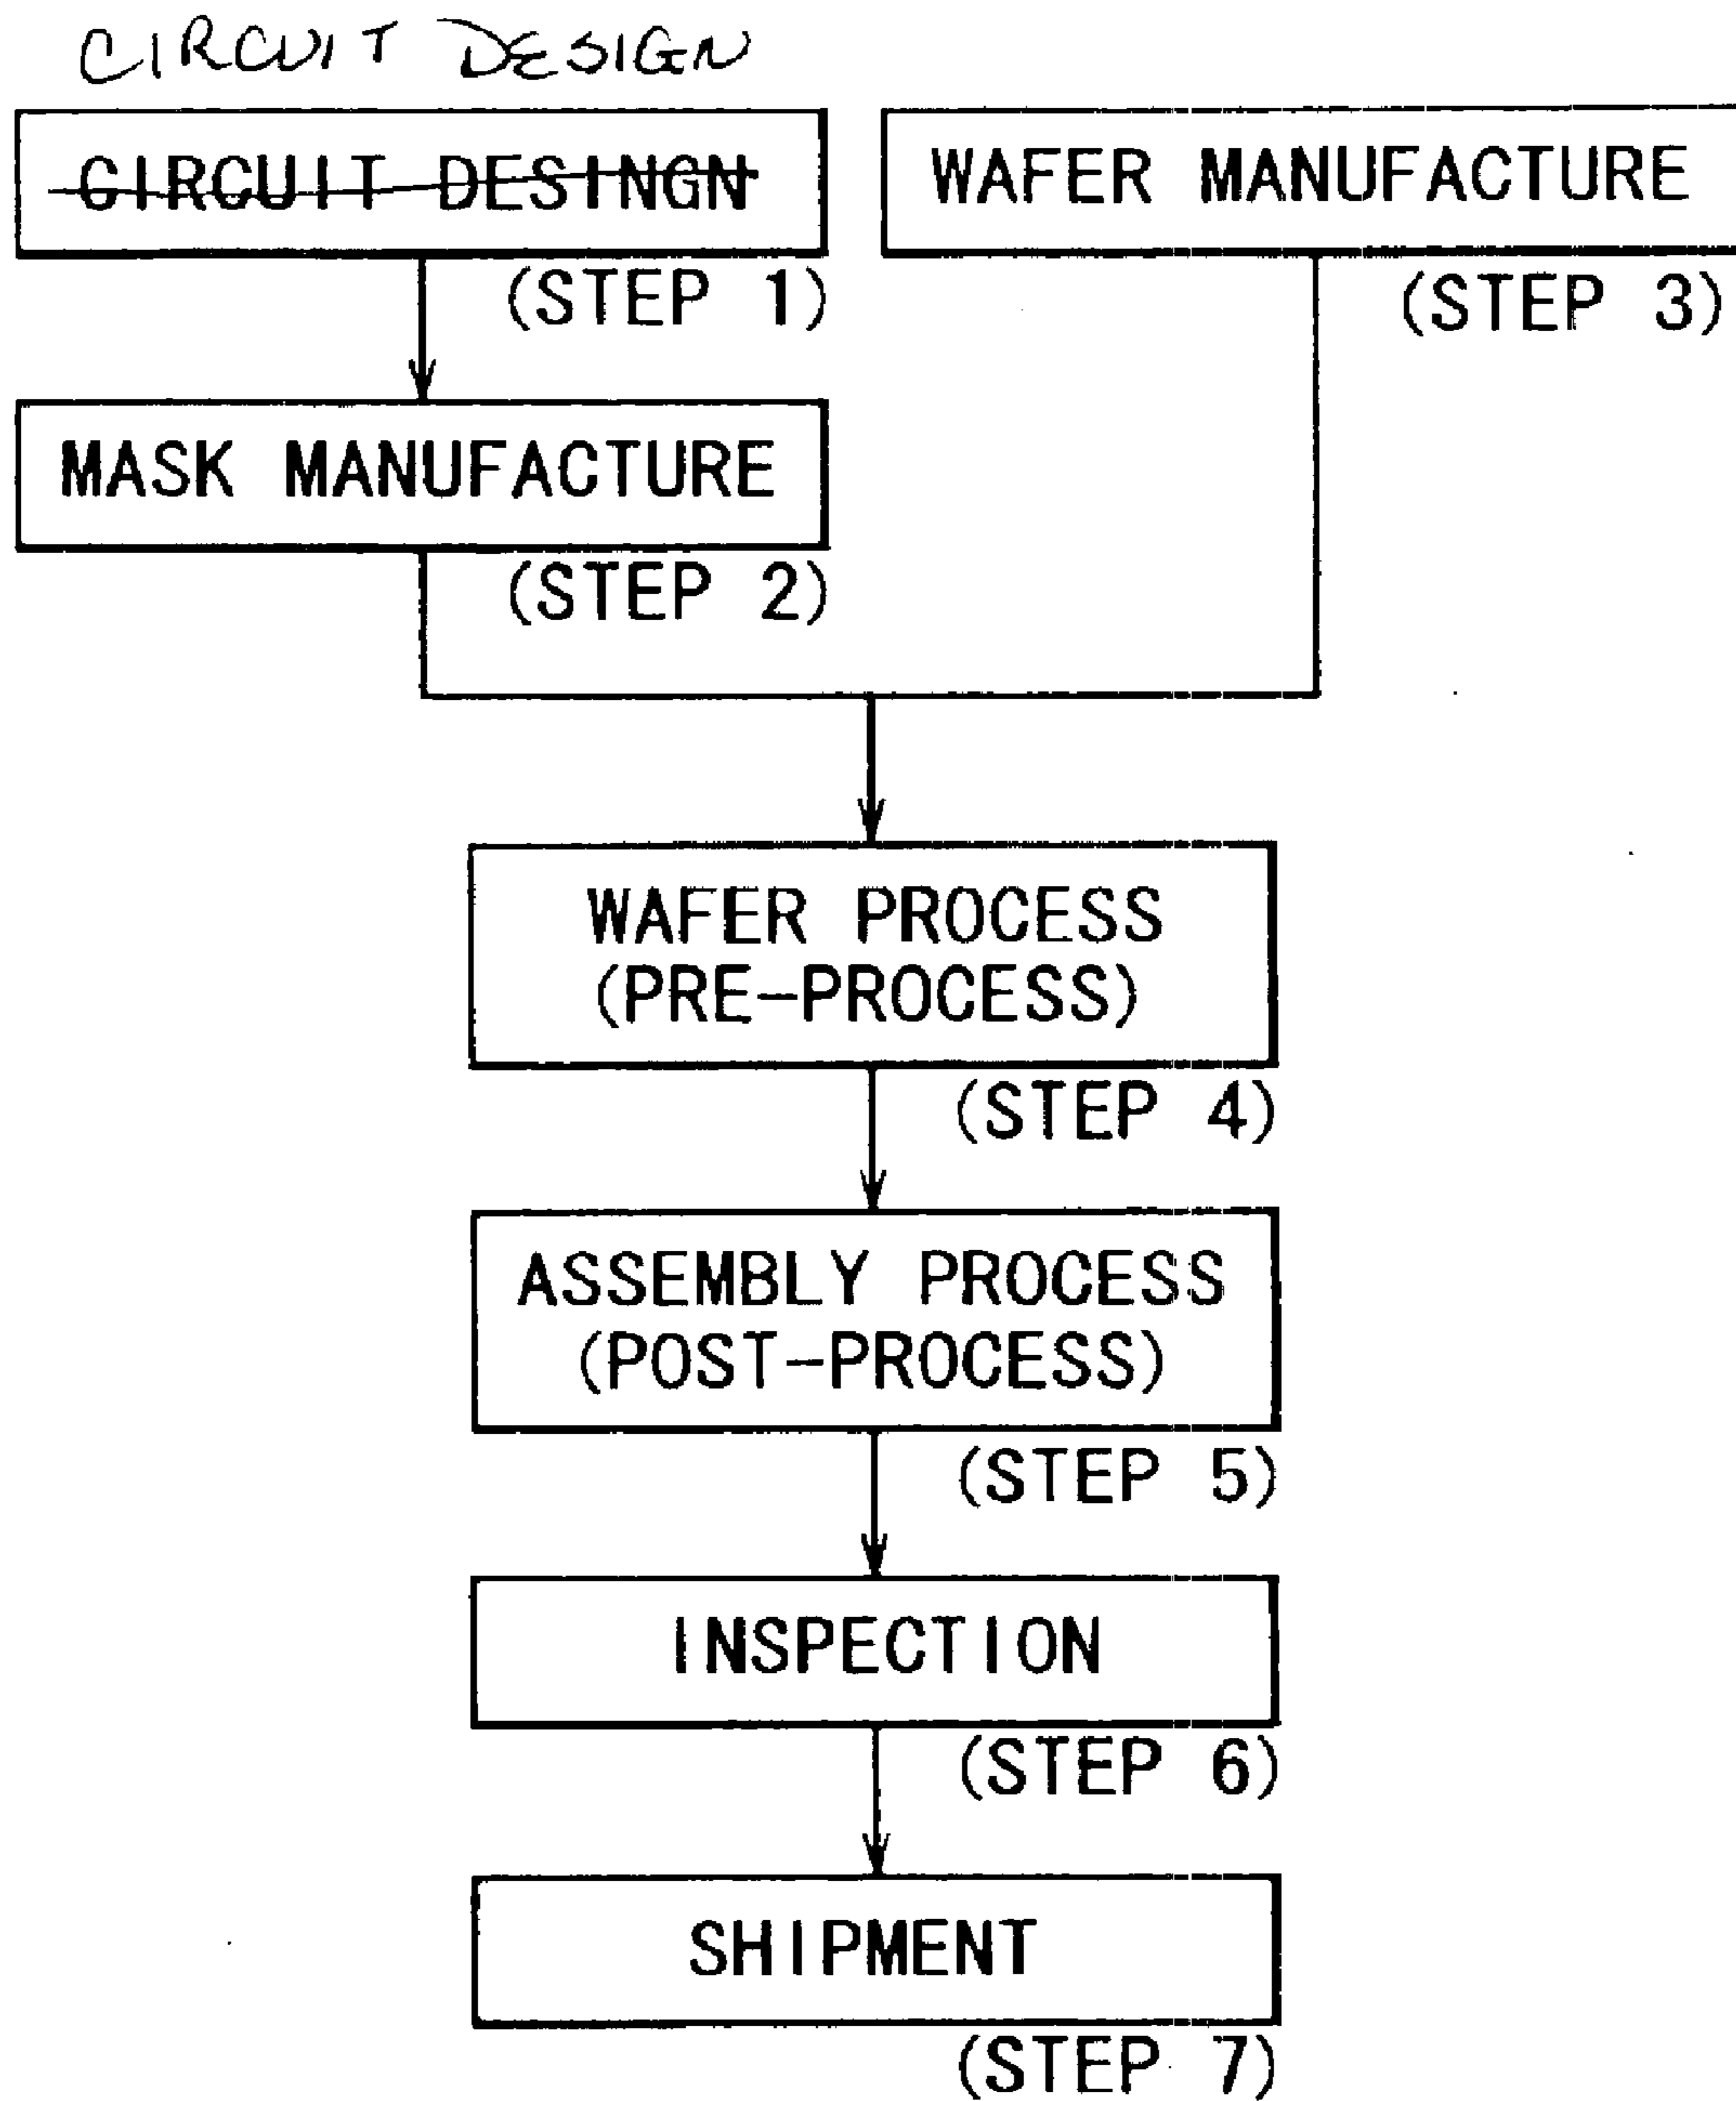 CIRCUIT DESIGN
CIRCUIT DESINGN
(STEP 1)
WAFER MANUFACTURE
(STEP 3)
MASK MANUFACTURE
(STEP 2)
WAFER PROCESS
(PRE-PROCESS)
(STEP 4)
ASSEMBLY PROCESS
(POST-PROCESS)
(STEP 5)
INSPECTION
(STEP 6)
SHIPMENT
(STEP 7)